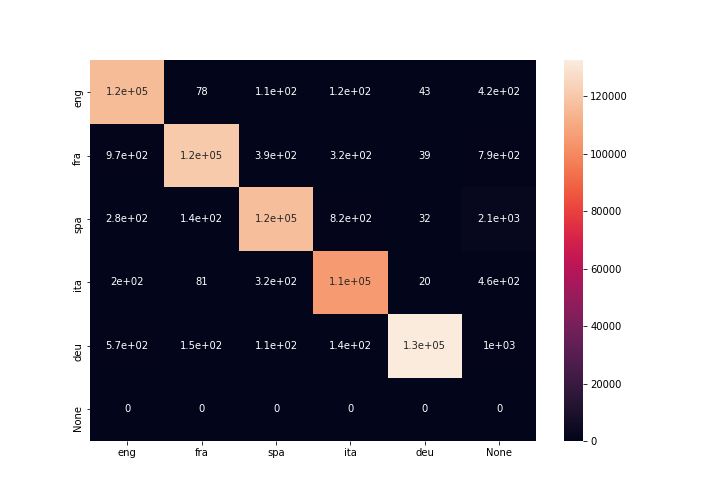 eng 1.2e+05 78 1.1e+02 1.2e+02 43 4.2e+02
fra 9.7e+02 1.2e+05 3.9e+02 3.2e+02 39 7.9e+02
spa 2.8e+02 1.4e+02 1.2e+05 8.2e+02 32 2.1e+03
ita 2e+02 81 3.2e+02 1.1e+05 20 4.6e+02
deu 5.7e+02 1.5e+02 1.1e+02 1.4e+02 1.3e+05 1e+03
None 0 0 0 0 0 0
eng fra spa ita deu None
120000
100000
80000
60000
40000
20000
0